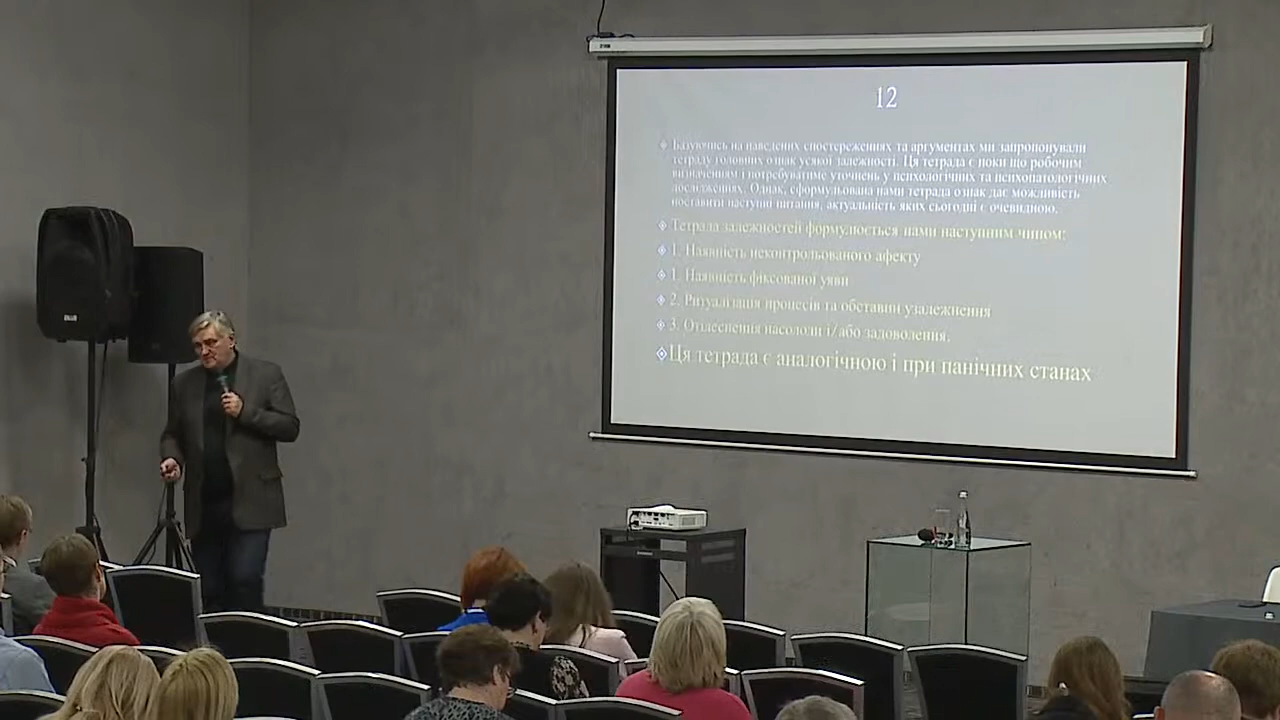 12
Базуючись на наведених спостереженнях та аргументах ми запропонували
тетраду головних ознак усякої залежності. Ця тетрада є поки що робочим
визначенням і потребуватиме уточнень у психологічних та психопатологічних
дослідженнях. Однак, сформульована нами тетрада ознак дає можливість
поставити наступні питання, актуальність яких сьогодні є очевидною.
Тетрада залежностей формулюється нами наступним чином:
1. Наявність неконтрольованого афекту
1. Наявність фіксованої уяви
2. Ритуалізація процесів та обставин узалежнення
3. Отілеснення насолоди і/або задоволення.
Ця тетрада є аналогічною і при панічних станах